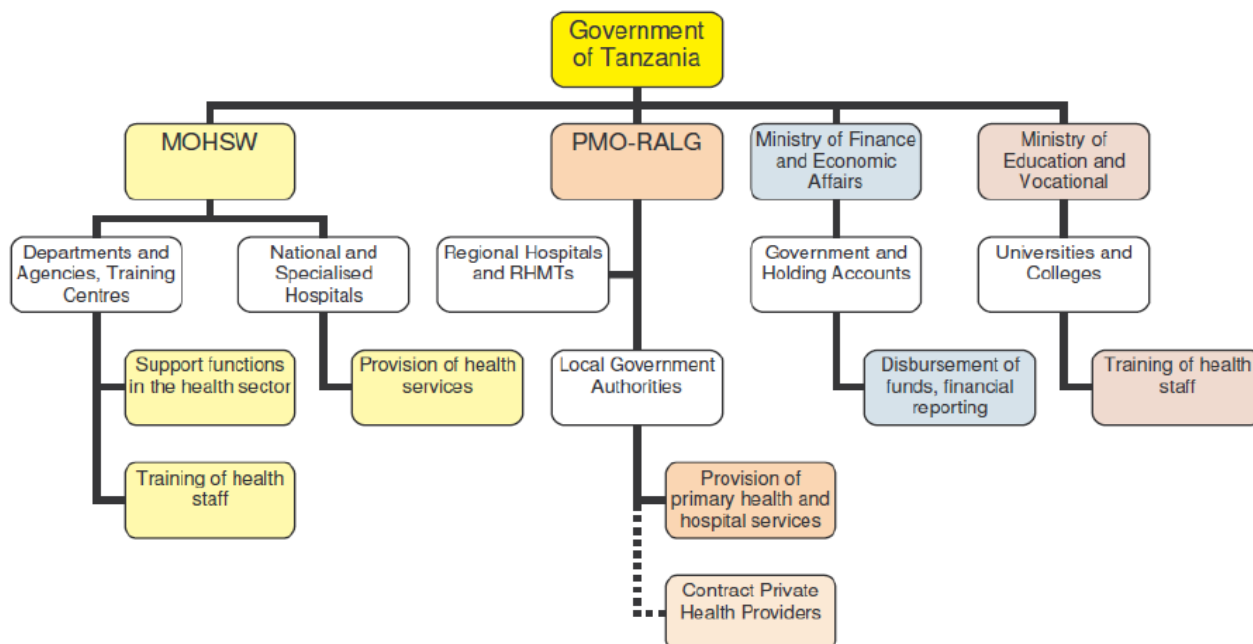 Government
of Tanzania
MOHSW
PMO-RALG
Ministry of Finance
and Economic
Affairs
Ministry of
Education and
Vocational
Departments and
Agencies, Training
Centres
National and
Specialised
Hospitals
Regional Hospitals
and RHMTs
Government and
Holding Accounts
Universities and
Colleges
Support functions
in the health sector
Provision of health
services
Local Government
Authorities
Disbursement of
funds, financial
reporting
Training of health
staff
Training of health
staff
Provision of
primary health and
hospital services
Contract Private
Health Providers